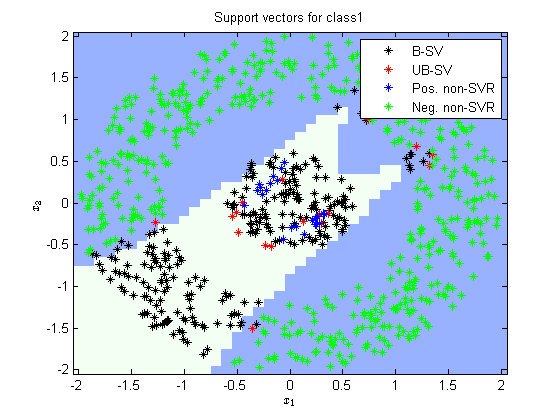 Support vectors for class1
B-SV
UB-SV
Pos. non-SVR
Neg. non-SVR
2
1.5
1
0.5
0
-0.5
-1
-1.5
-2
x2
-2 -1.5 -1 -0.5 0 0.5 1 1.5 2
x1